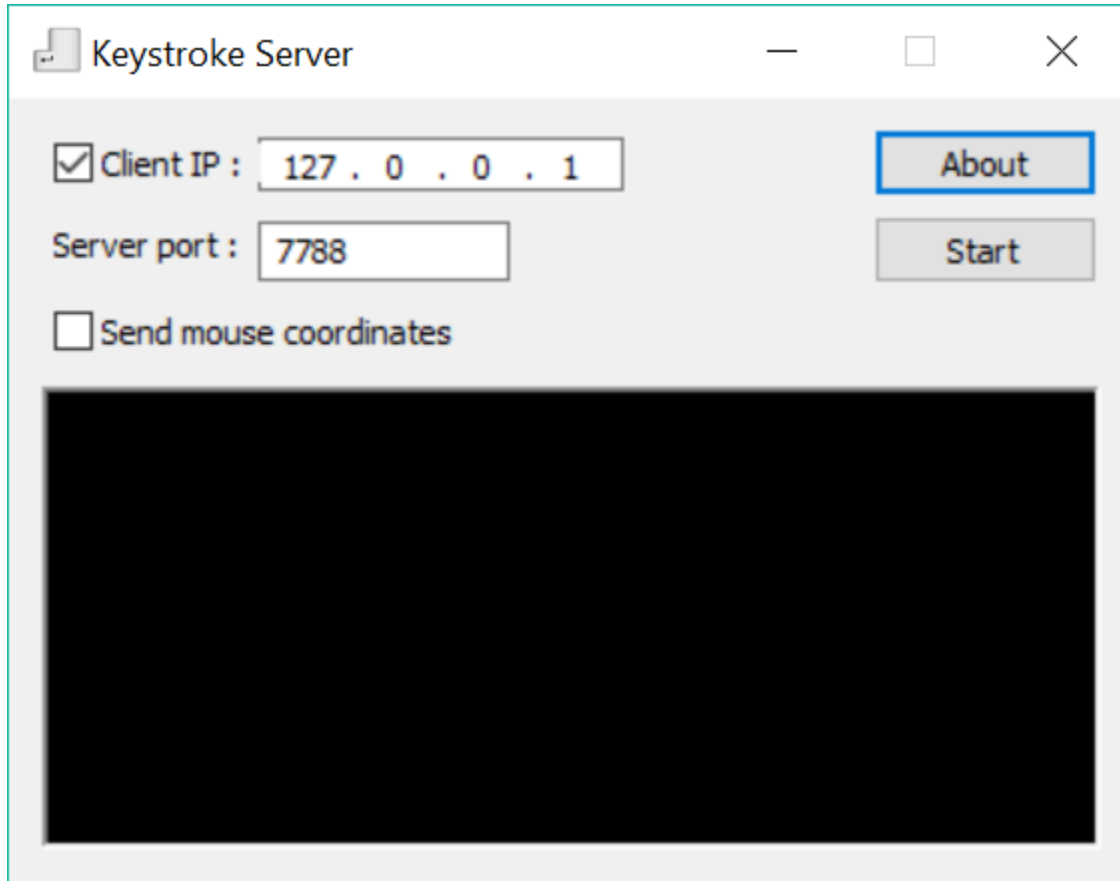 Keystroke Server
Client IP : 127 . 0 . 0 . 1 About
Server port : 7788 Start
Send mouse coordinates